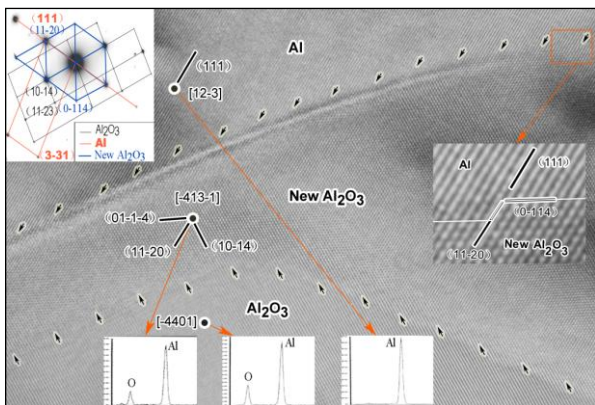 (111)
(11-20)
(10-14)
(11-23)
(0-114)
Al₂O₃
Al
New Al₂O₃
(3-31)
Al
(111)
[12-3]
Al
(111)
(0-114)
(11-20)
New Al₂O₃
New Al₂O₃
[-413-1]
(01-1-4)
(11-20)
(10-14)
Al₂O₃
[-4401]
Al
O
Al
O
Al